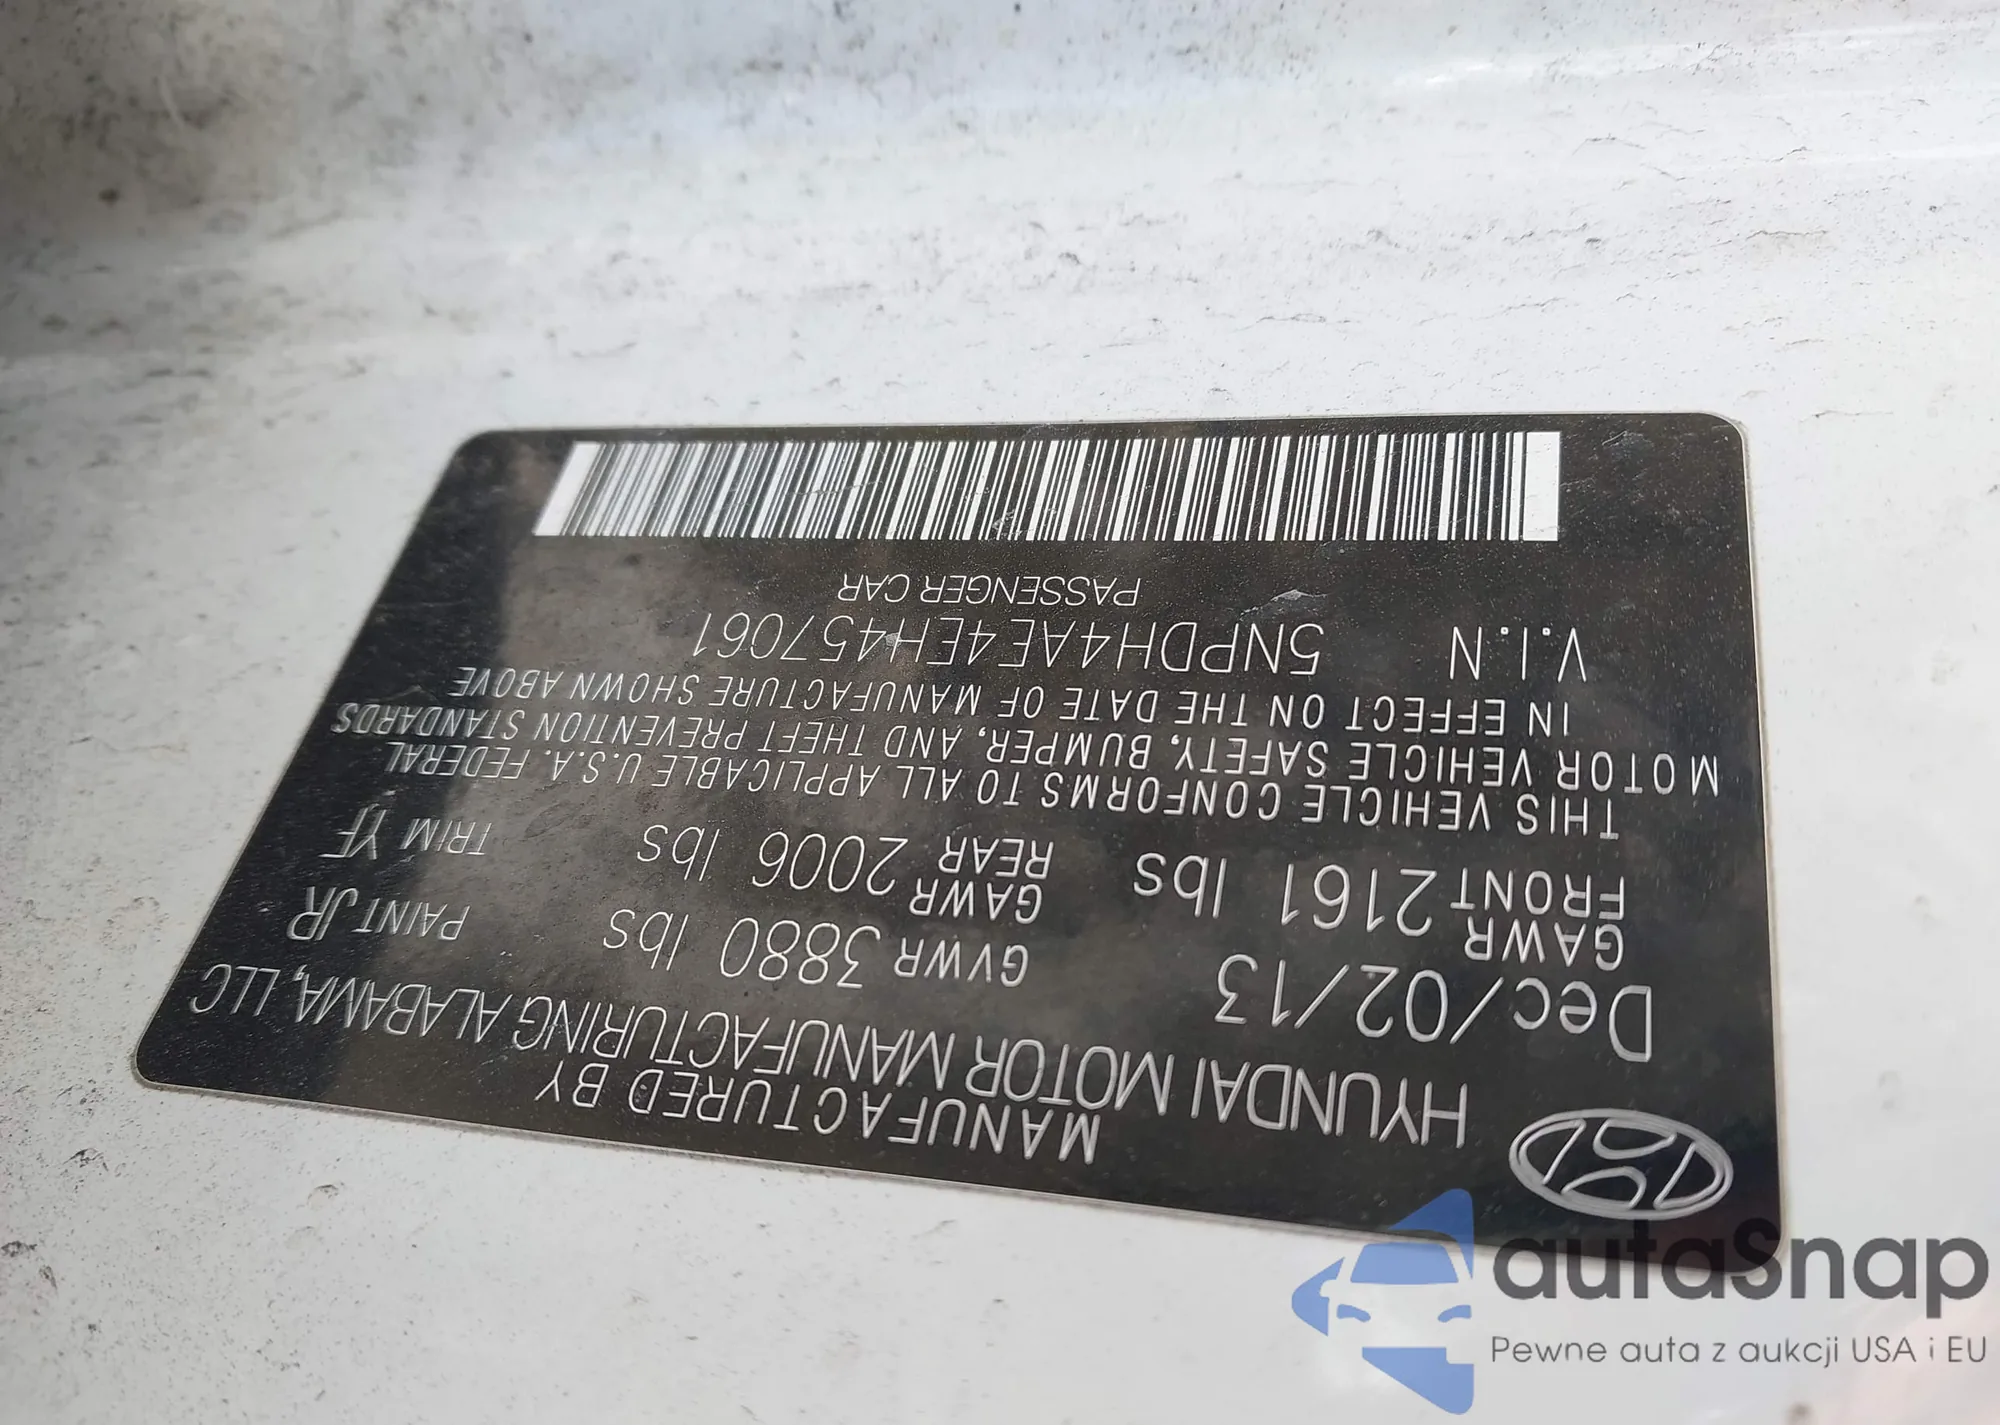 MANUFACTURED BY
HYUNDAI MOTOR MANUFACTURING ALABAMA, LLC
Dec/02/13 GVWR 3880 lbs PAINT JR
GAWR FRONT 2161 lbs GAWR REAR 2006 lbs TRIM YF
THIS VEHICLE CONFORMS TO ALL APPLICABLE U.S.A. FEDERAL
MOTOR VEHICLE SAFETY, BUMPER, AND THEFT PREVENTION STANDARDS
IN EFFECT ON THE DATE OF MANUFACTURE SHOWN ABOVE
V.I.N 5NPDH4AE4EH457061
PASSENGER CAR
autaSnap
Pewne auta z aukcji USA i EU